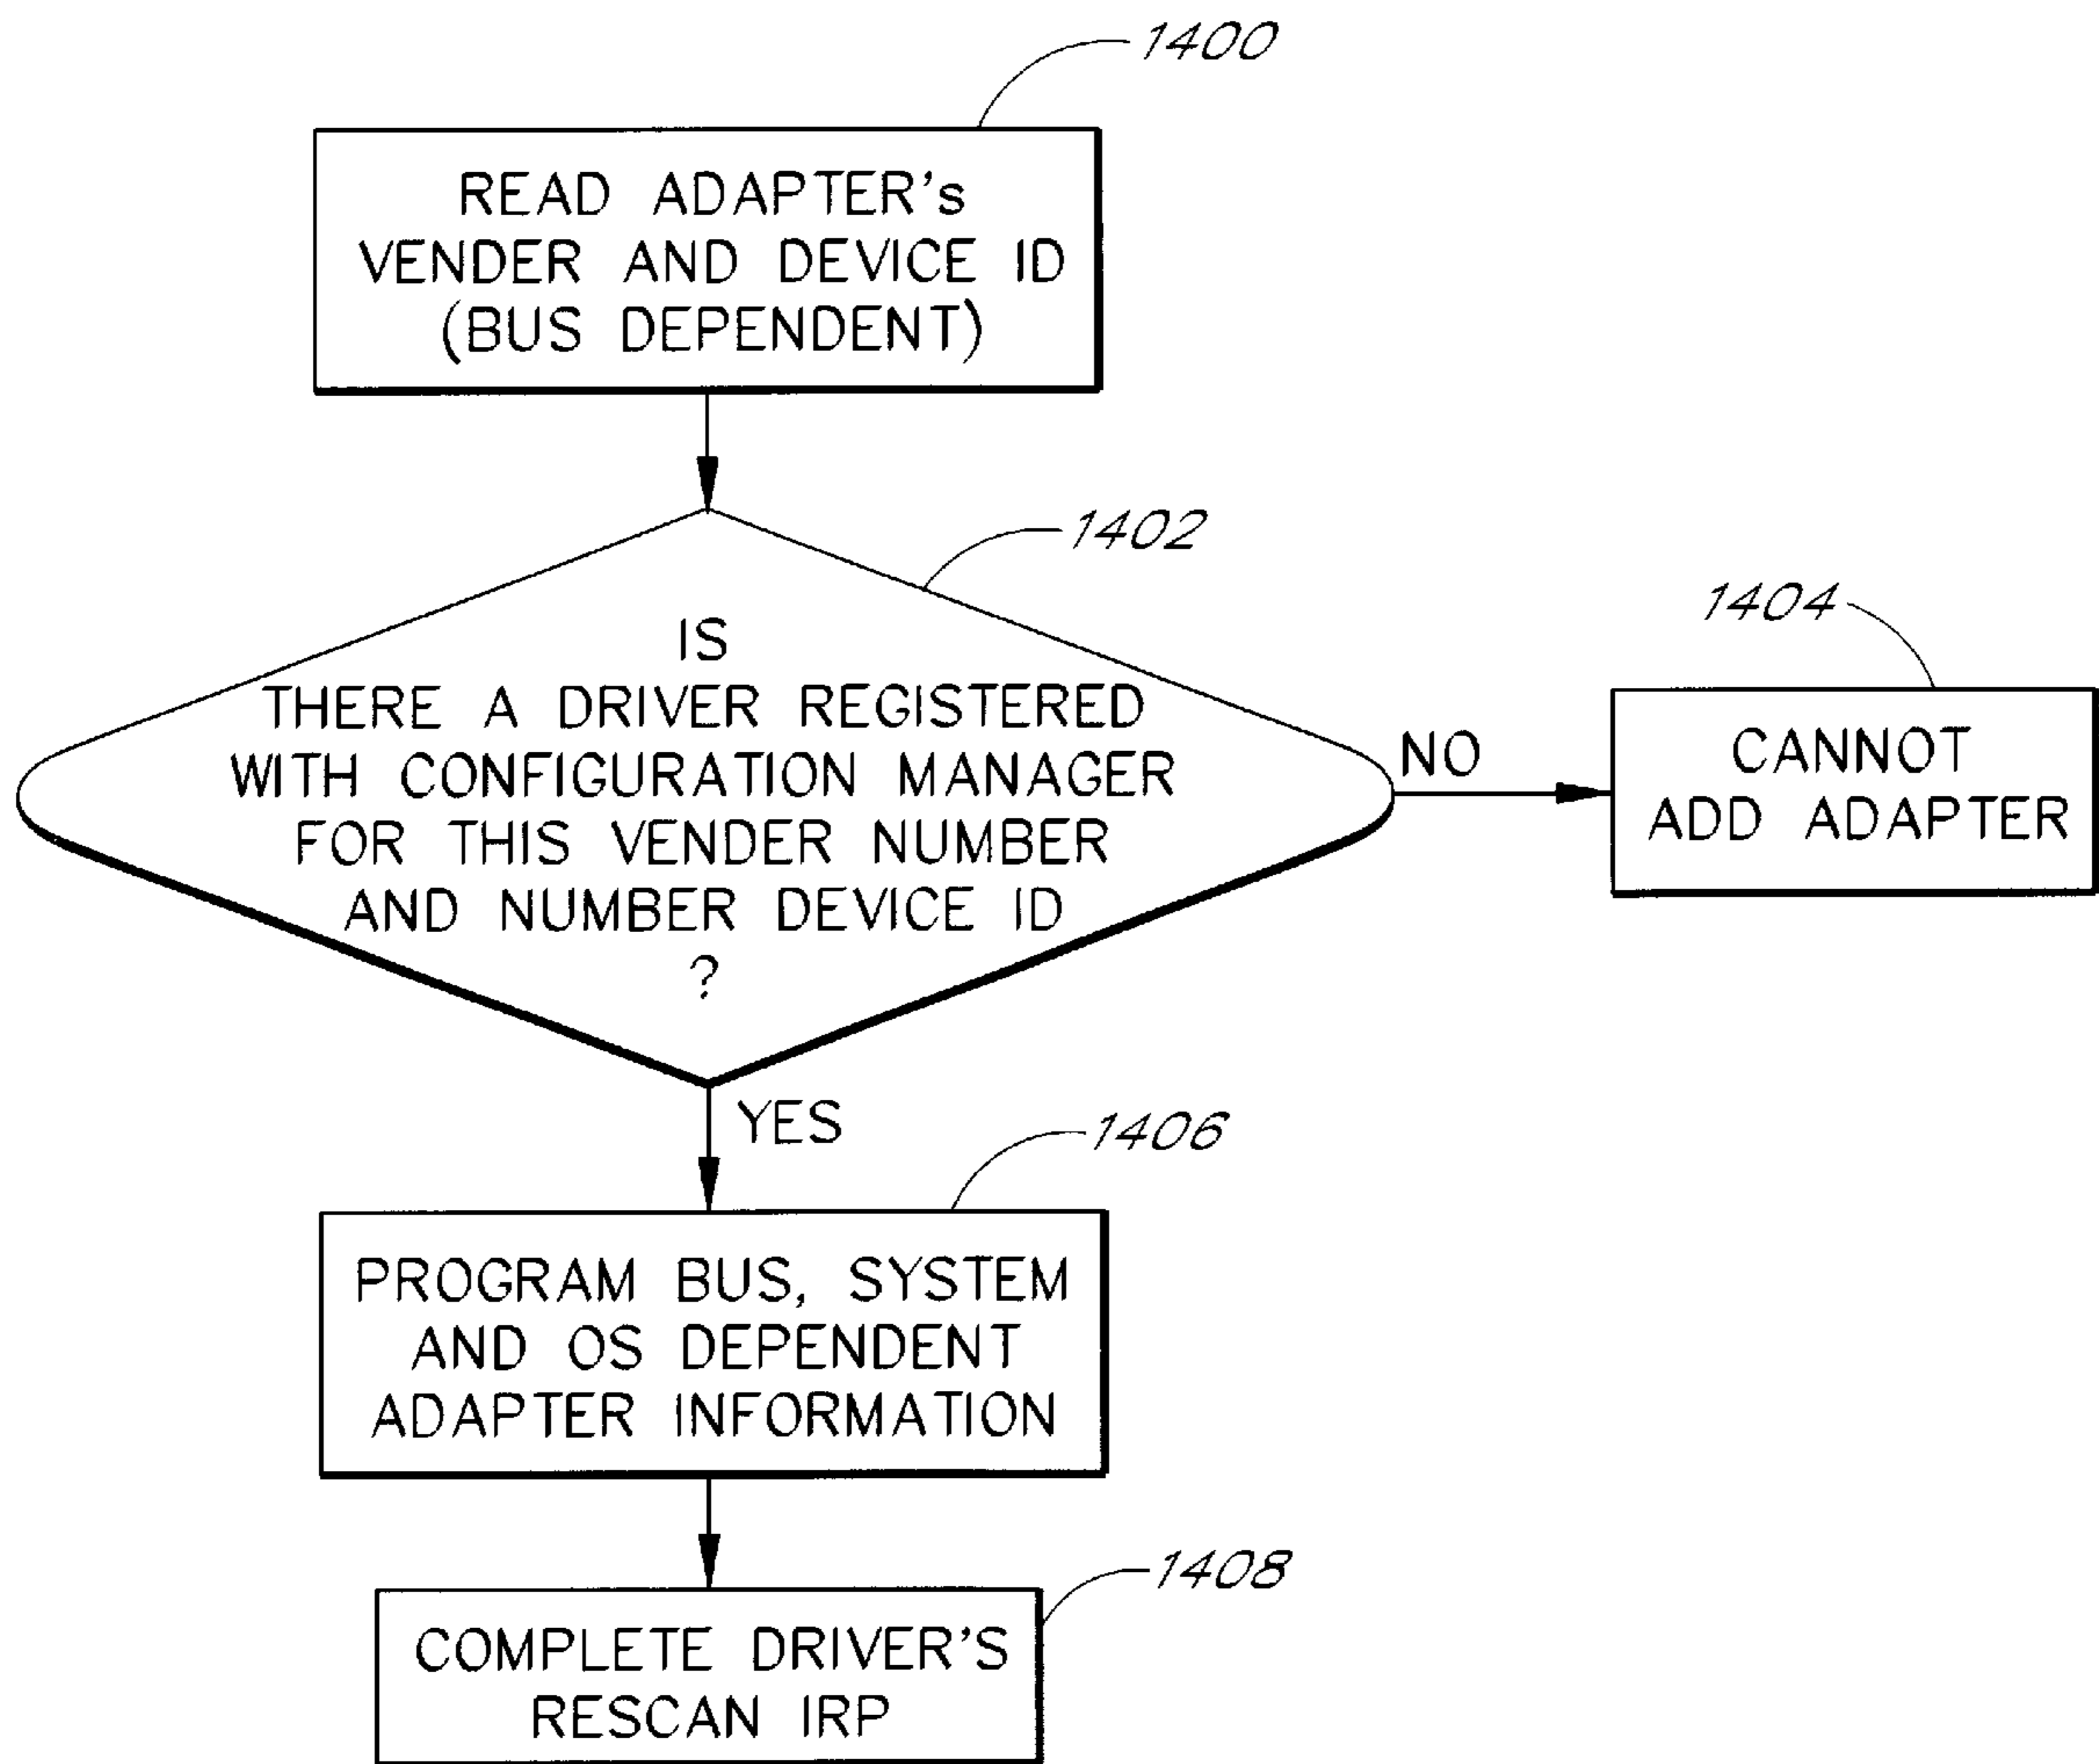 1400
READ ADAPTER's
VENDER AND DEVICE ID
(BUS DEPENDENT)
1402
IS
THERE A DRIVER REGISTERED
WITH CONFIGURATION MANAGER
FOR THIS VENDER NUMBER
AND NUMBER DEVICE ID
?
NO
1404
CANNOT
ADD ADAPTER
YES
1406
PROGRAM BUS, SYSTEM
AND OS DEPENDENT
ADAPTER INFORMATION
1408
COMPLETE DRIVER'S
RESCAN IRP